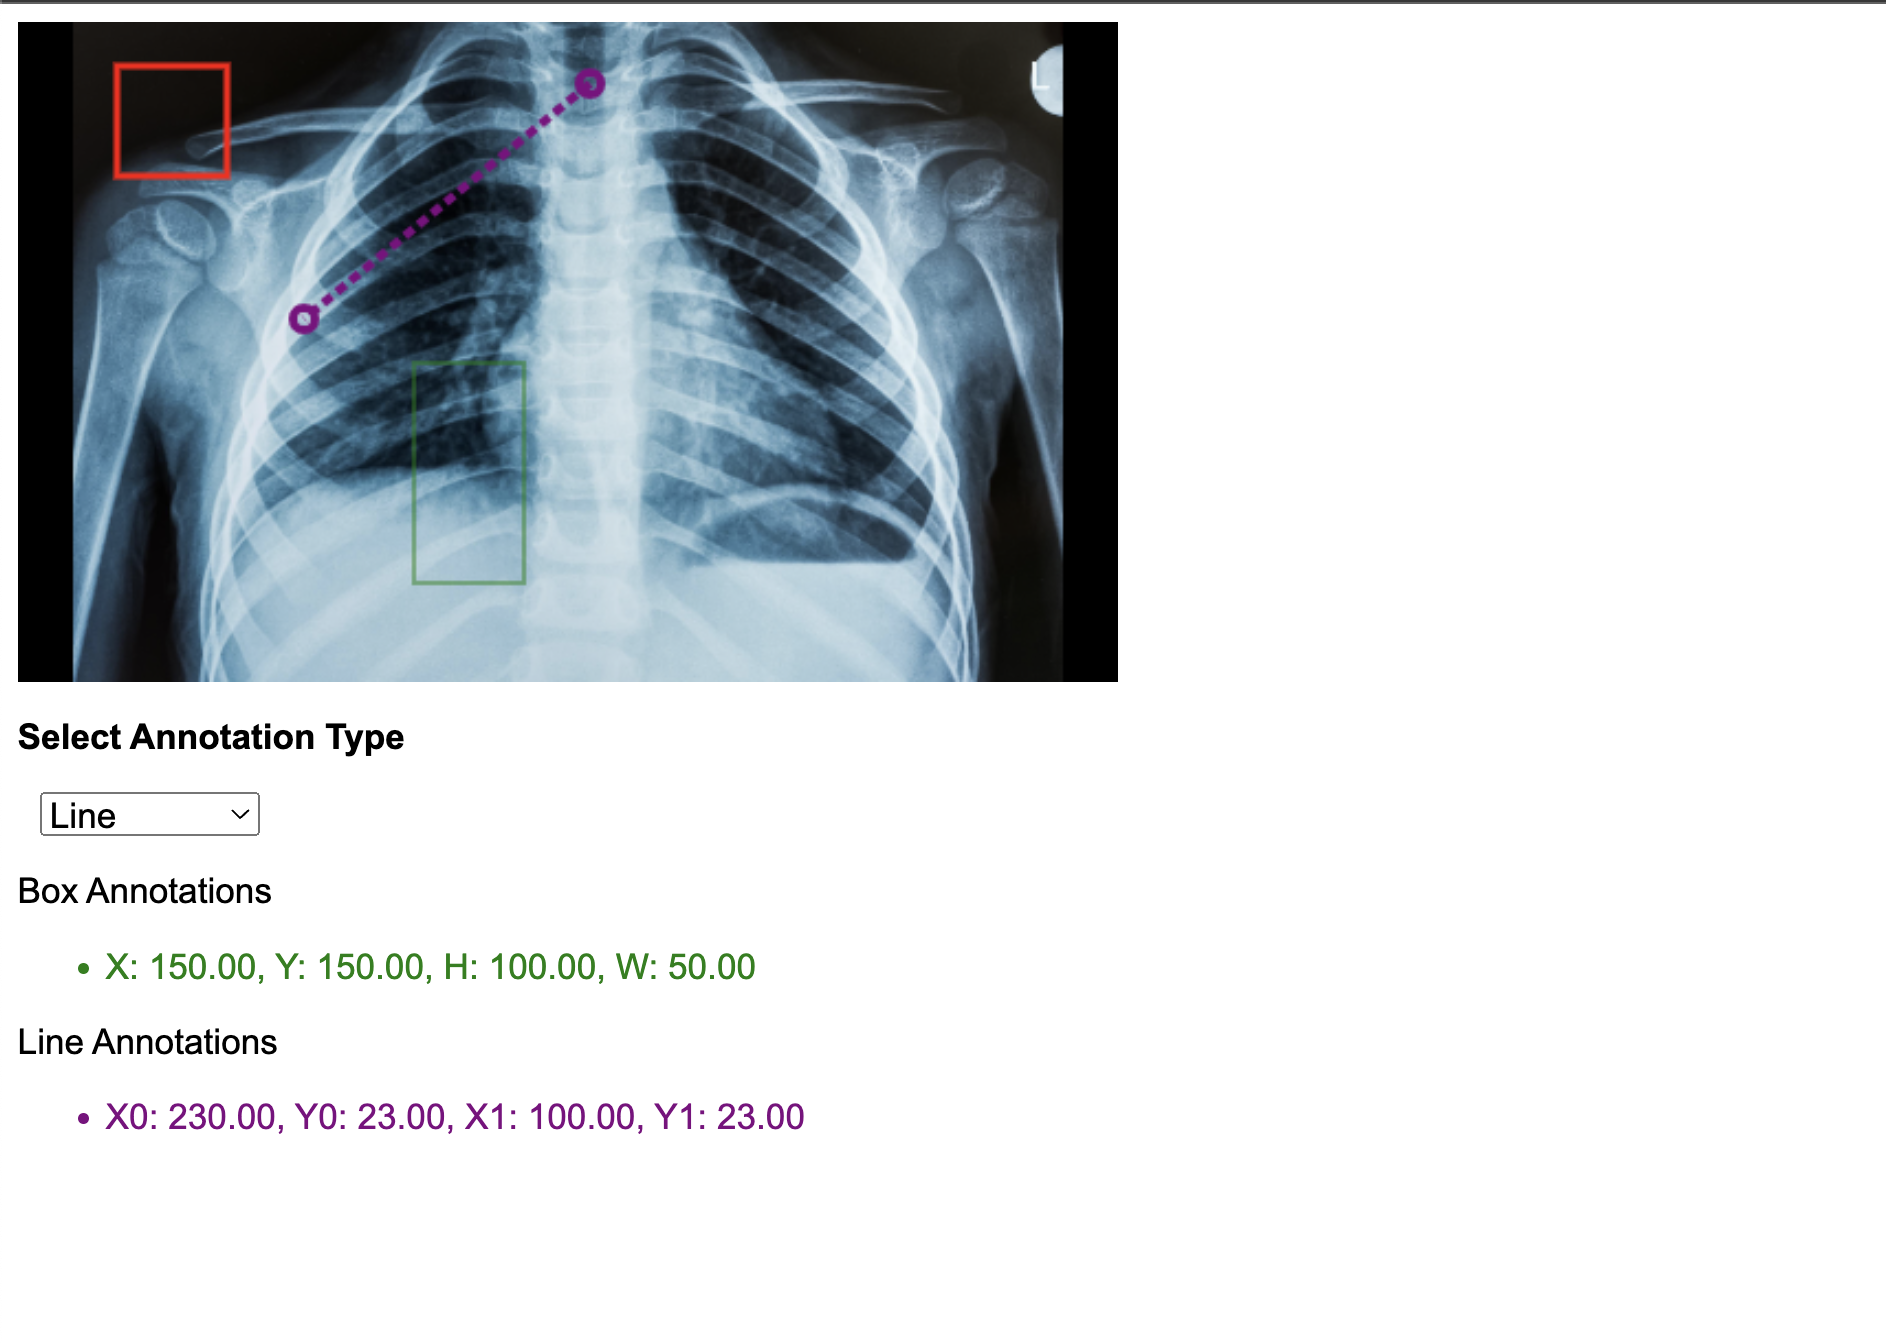 L
Select Annotation Type
Line
Box Annotations
• X: 150.00, Y: 150.00, H: 100.00, W: 50.00
Line Annotations
• X0: 230.00, Y0: 23.00, X1: 100.00, Y1: 23.00